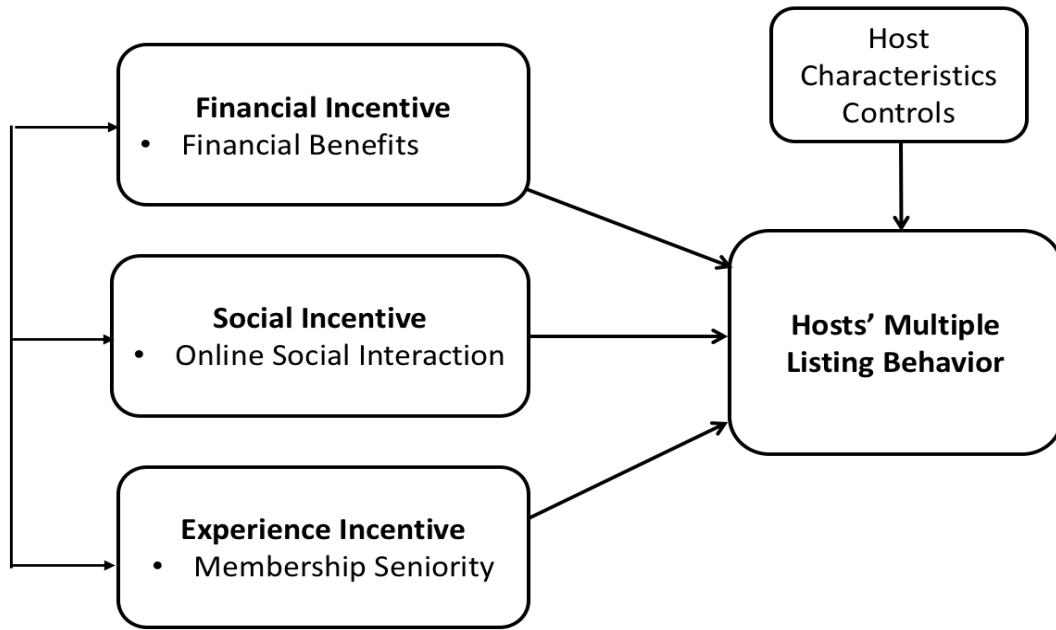 Host
Characteristics
Controls
Financial Incentive
• Financial Benefits
Social Incentive
• Online Social Interaction
Hosts’ Multiple
Listing Behavior
Experience Incentive
• Membership Seniority